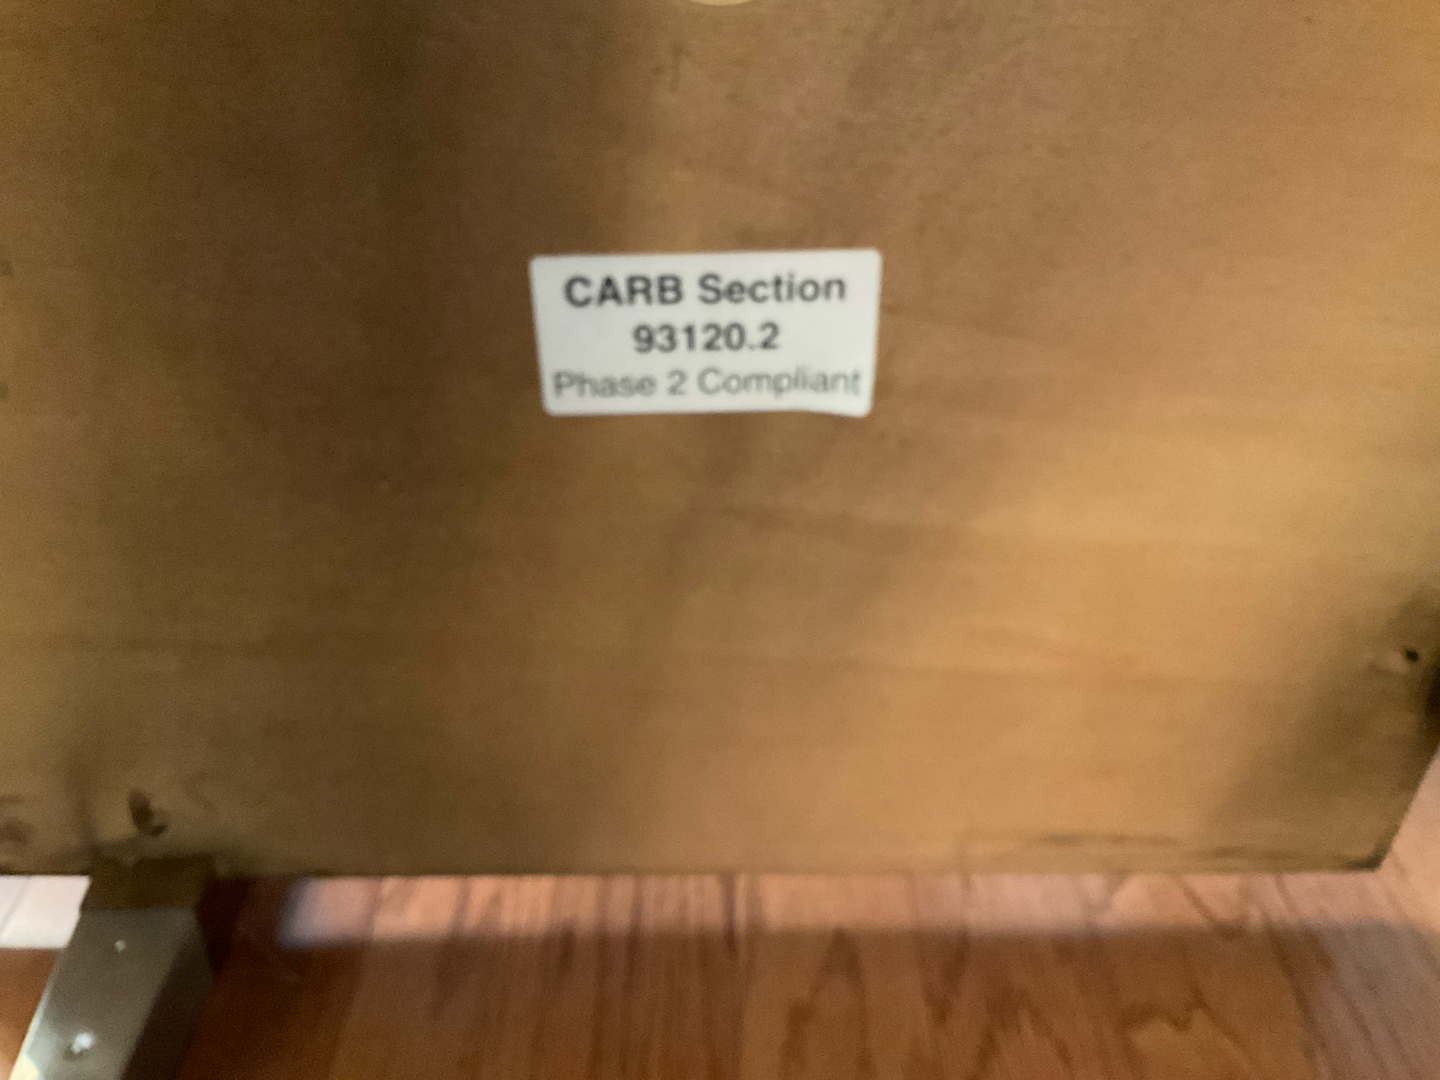 CARB Section
93120.2
Phase 2 Compliant